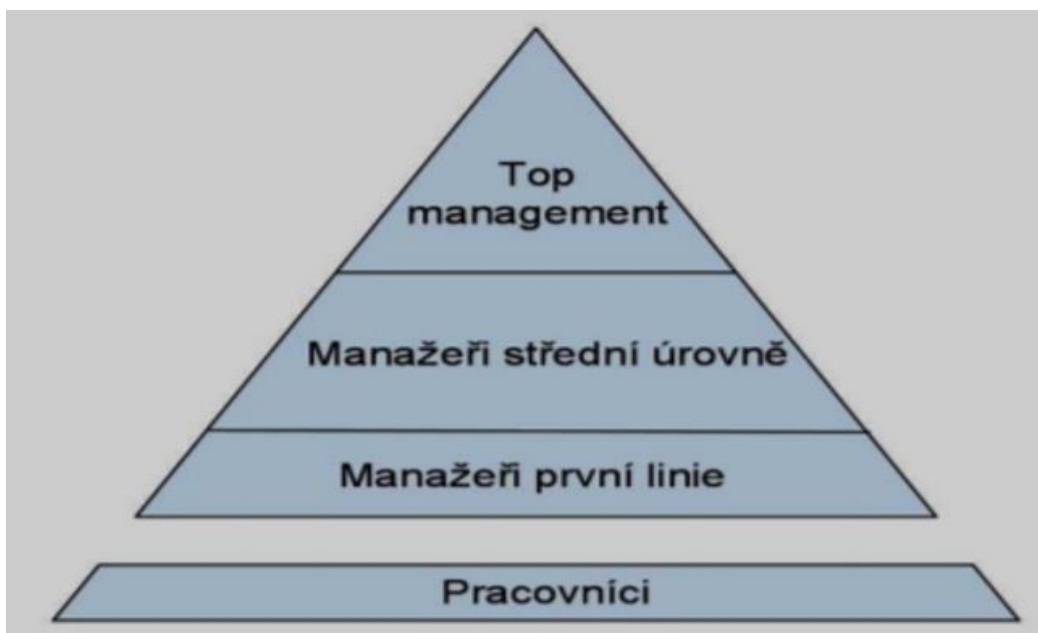 Top
management
Manažeři střední úrovně
Manažeři první linie
Pracovníci